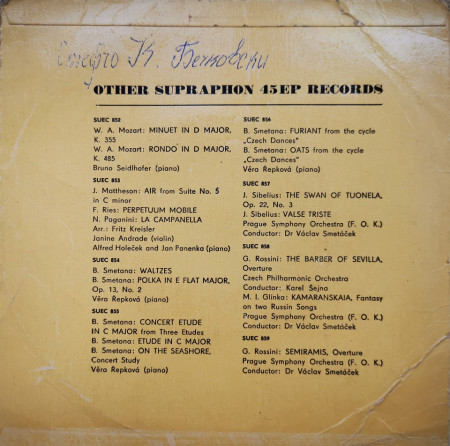 К. Бенковски
OTHER SUPRAPHON 45 EP RECORDS
SUEC 852
W. A. Mozart: MINUET IN D MAJOR,
K. 355
W. A. Mozart: RONDO IN D MAJOR,
K. 485
Bruno Seidlhofer (piano)
SUEC 853
J. Mattheson: AIR from Suite No. 5
in C minor
F. Ries: PERPETUUM MOBILE
N. Paganini: LA CAMPANELLA
Arr.: Fritz Kreisler
Janine Andrade (violin)
Alfred Holeček and Jan Panenka (piano)
SUEC 854
B. Smetana: WALTZES
B. Smetana: POLKA IN E FLAT MAJOR,
Op. 13, No. 2
Věra Řepková (piano)
SUEC 855
B. Smetana: CONCERT ETUDE
IN C MAJOR from Three Etudes
B. Smetana: ETUDE IN C MAJOR
B. Smetana: ON THE SEASHORE,
Concert Study
Věra Řepková (piano)
SUEC 856
B. Smetana: FURIANT from the cycle
„Czech Dances"
B. Smetana: OATS from the cycle
„Czech Dances"
Věra Řepková (piano)
SUEC 857
J. Sibelius: THE SWAN OF TUONELA,
Op. 22, No. 3
J. Sibelius: VALSE TRISTE
Prague Symphony Orchestra (F. O. K.)
Conductor: Dr Václav Smetáček
SUEC 858
G. Rossini: THE BARBER OF SEVILLA,
Overture
Czech Philharmonic Orchestra
Conductor: Karel Šejna
M. I. Glinka: KAMARANSKAIA, Fantasy
on two Russin Songs
Prague Symphony Orchestra (F. O. K.)
Conductor: Dr Václav Smetáček
SUEC 859
G. Rossini: SEMIRAMIS, Overture
Prague Symphony Orchestra (F. O. K.)
Conductor: Dr Václav Smetáček